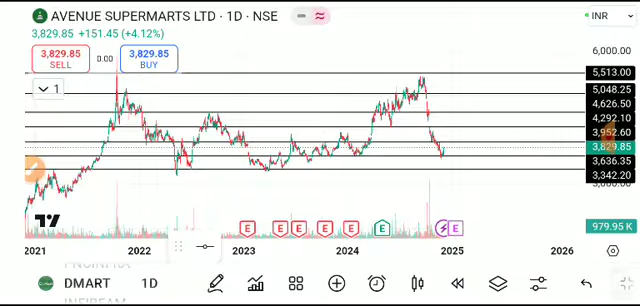 AVENUE SUPERMARTS LTD · 1D · NSE
INR
3,829.85 +151.45 (+4.12%)
3,829.85
SELL
0.00
3,829.85
BUY
1
6,000.00
5,513.00
5,048.25
4,626.50
4,292.10
3,952.60
3,829.85
3,636.35
3,342.20
979.95 K
E
E
E
E
E
E
E
2021
2022
2023
2024
2025
2026
DMART
1D